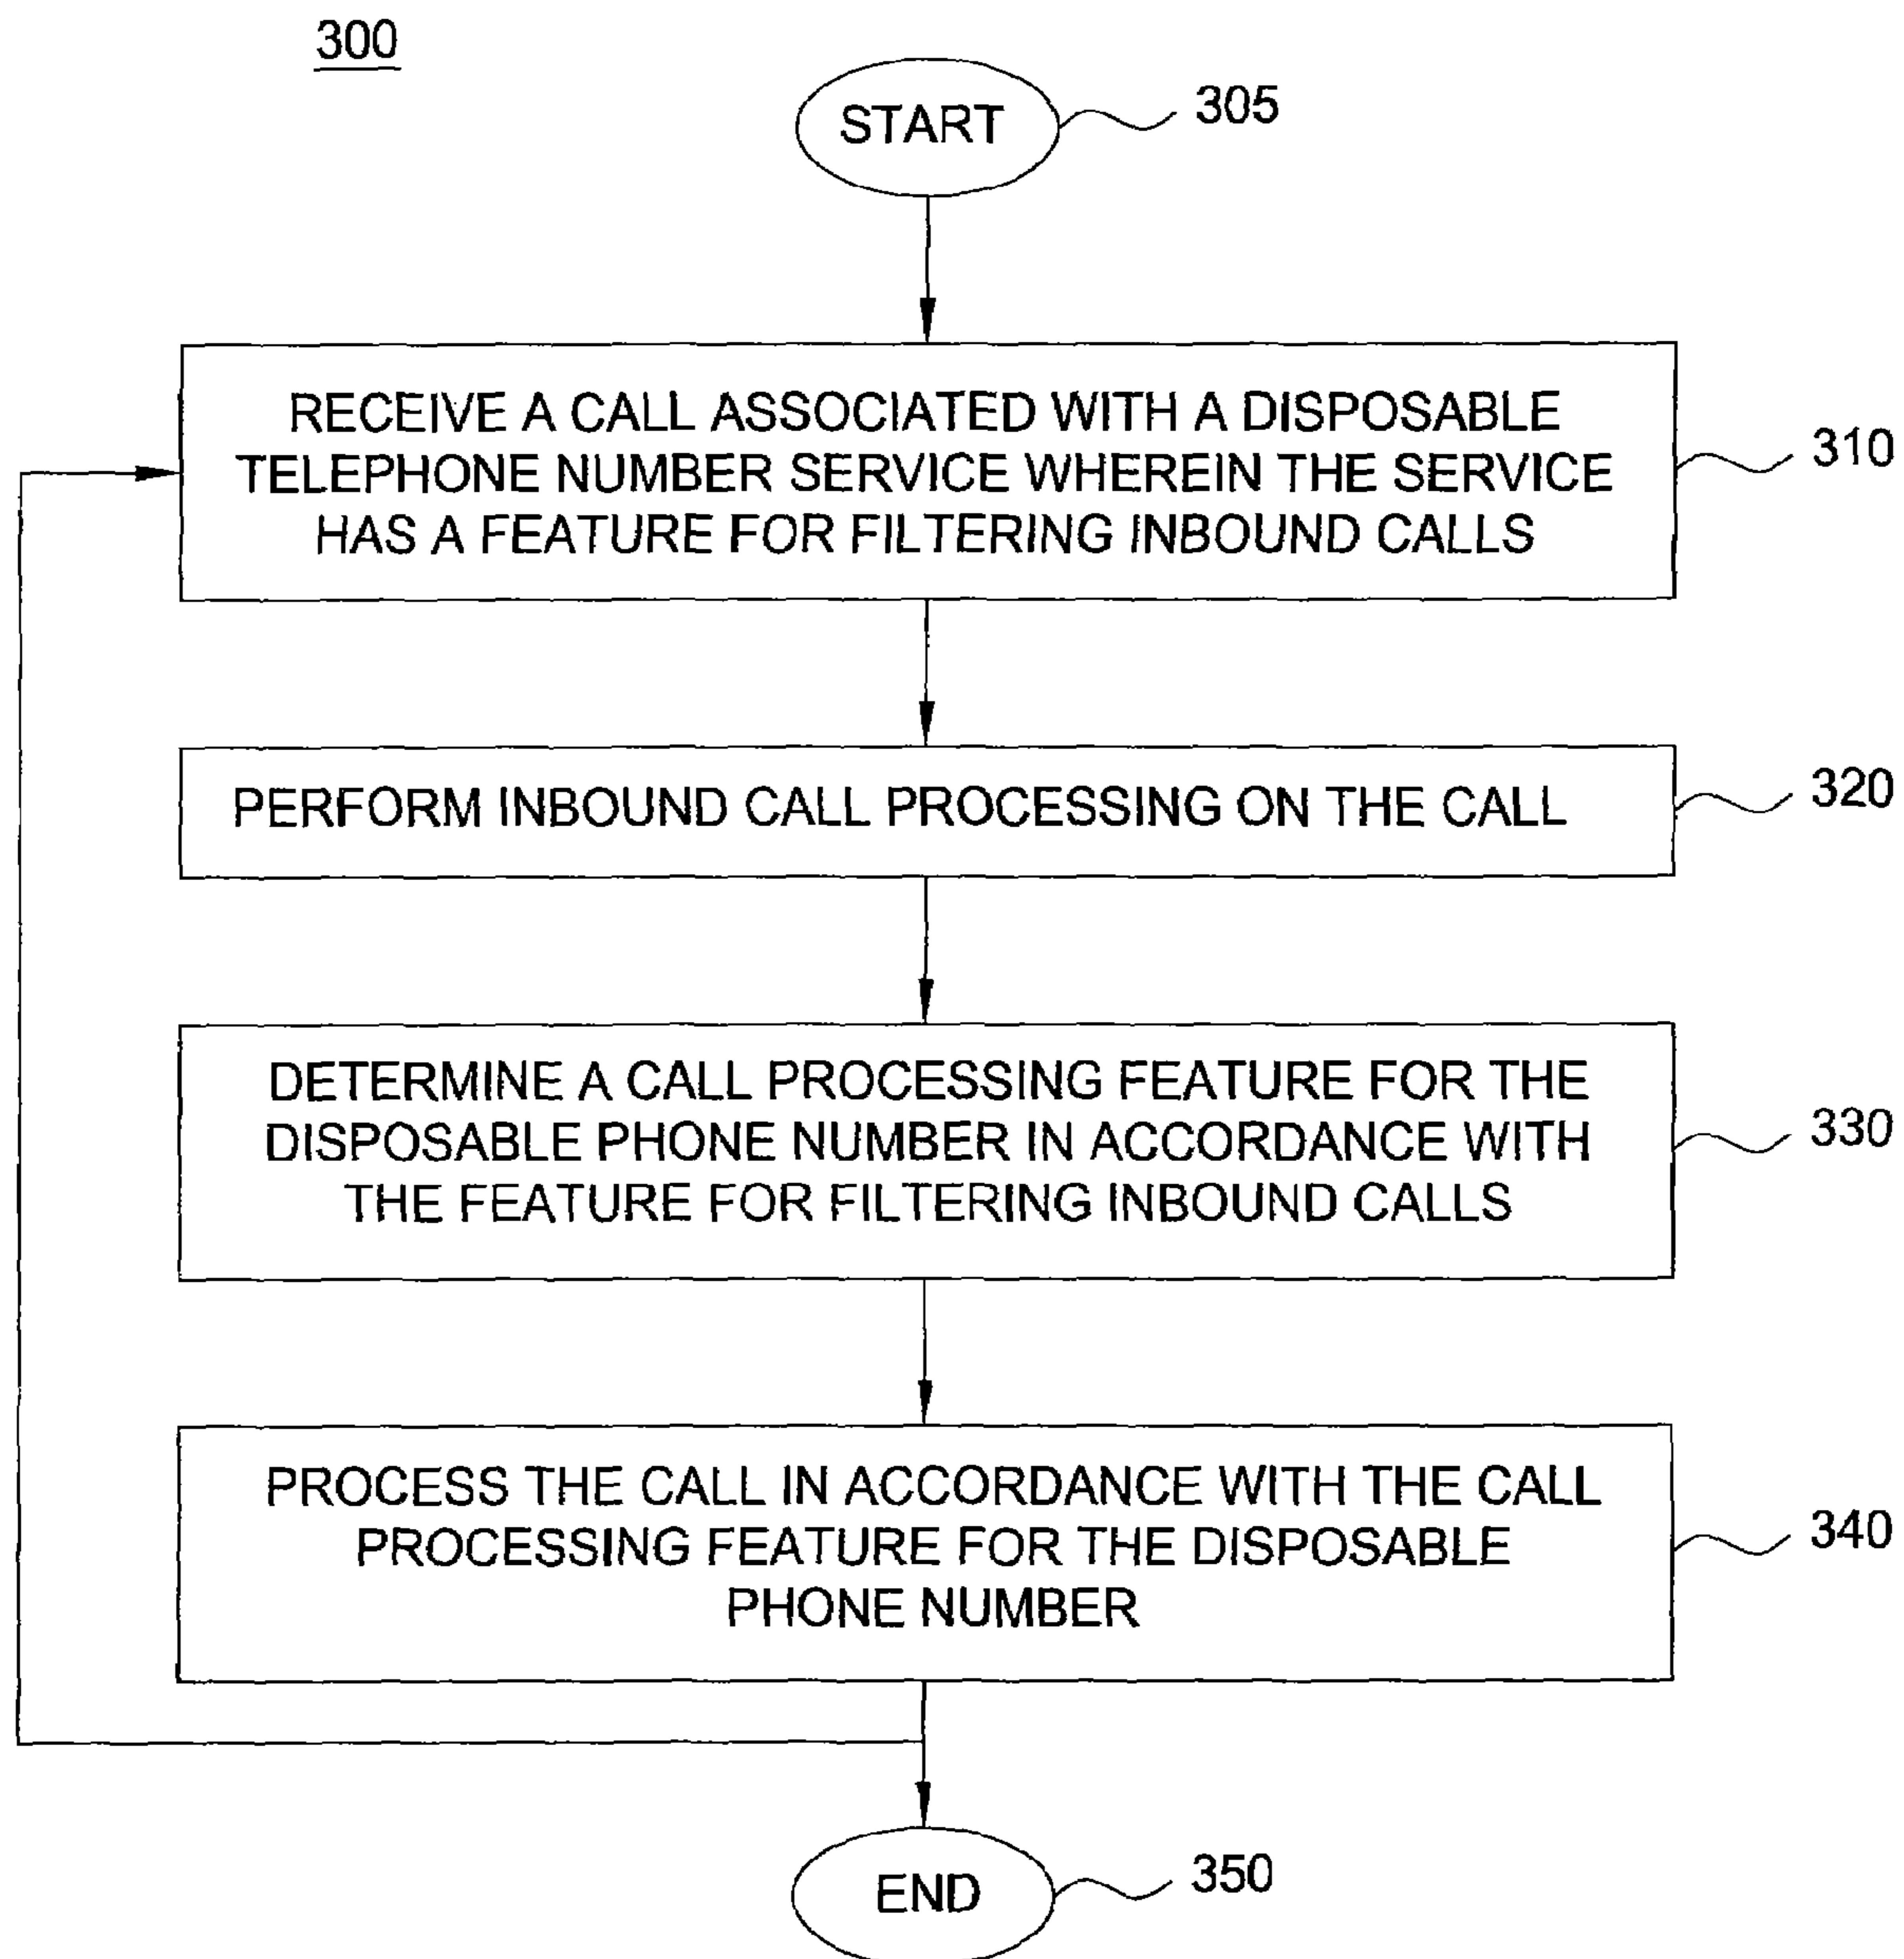 300
START
305
RECEIVE A CALL ASSOCIATED WITH A DISPOSABLE
TELEPHONE NUMBER SERVICE WHEREIN THE SERVICE
HAS A FEATURE FOR FILTERING INBOUND CALLS
310
PERFORM INBOUND CALL PROCESSING ON THE CALL
320
DETERMINE A CALL PROCESSING FEATURE FOR THE
DISPOSABLE PHONE NUMBER IN ACCORDANCE WITH
THE FEATURE FOR FILTERING INBOUND CALLS
330
PROCESS THE CALL IN ACCORDANCE WITH THE CALL
PROCESSING FEATURE FOR THE DISPOSABLE
PHONE NUMBER
340
END
350